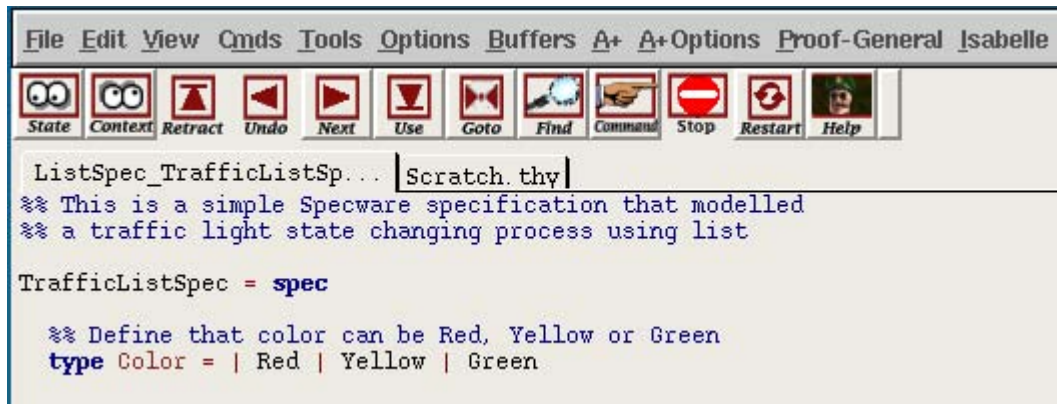 File Edit View Cmds Tools Options Buffers A+ A+Options Proof-General Isabelle
State Context Retract Undo Next Use Goto Find Command Stop Restart Help
ListSpec_TrafficListSp... Scratch.thy
%% This is a simple Specware specification that modelled
%% a traffic light state changing process using list
TrafficListSpec = spec
%% Define that color can be Red, Yellow or Green
type Color = | Red | Yellow | Green